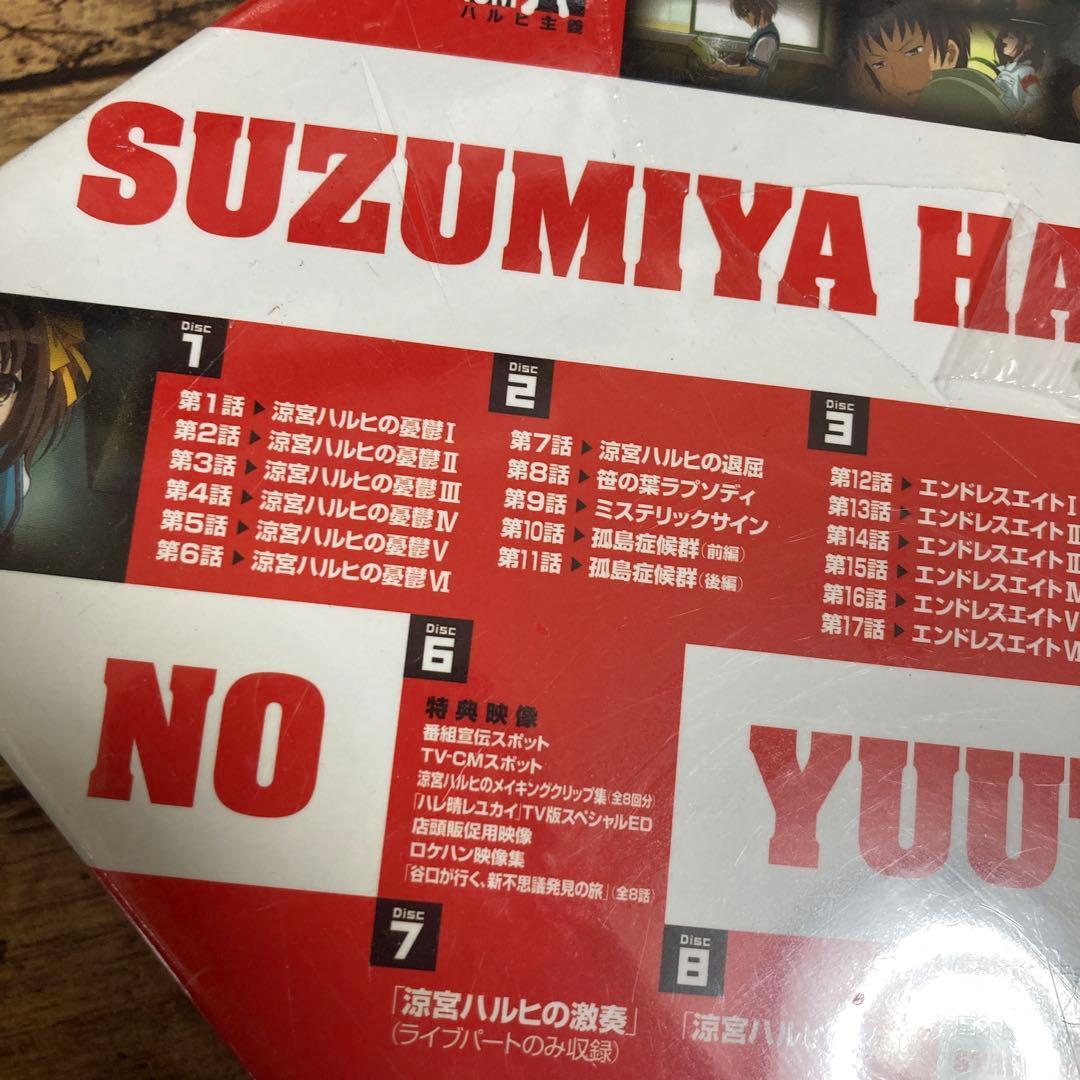 ハルヒ主義
SUZUMIYA HA
Disc
1
第1話▶涼宮ハルヒの憂鬱Ⅰ
第2話▶涼宮ハルヒの憂鬱Ⅱ
第3話▶涼宮ハルヒの憂鬱Ⅲ
第4話▶涼宮ハルヒの憂鬱Ⅳ
第5話▶涼宮ハルヒの憂鬱Ⅴ
第6話▶涼宮ハルヒの憂鬱Ⅵ
Disc
2
第7話▶涼宮ハルヒの退屈
第8話▶笹の葉ラプソディ
第9話▶ミステリックサイン
第10話▶孤島症候群(前編)
第11話▶孤島症候群(後編)
Disc
3
第12話▶エンドレスエイトⅠ
第13話▶エンドレスエイトⅡ
第14話▶エンドレスエイトⅢ
第15話▶エンドレスエイトⅣ
第16話▶エンドレスエイトⅤ
第17話▶エンドレスエイトⅥ
NO
Disc
6
特典映像
番組宣伝スポット
TV-CMスポット
涼宮ハルヒのメイキングクリップ集(全8回分)
「ハレ晴レユカイ」TV版スペシャルED
店頭販促用映像
ロケハン映像集
「谷口が行く、新不思議発見の旅」(全8話)
YUU
Disc
7
「涼宮ハルヒの激奏」
(ライブパートのみ収録)
Disc
8
「涼宮ハル